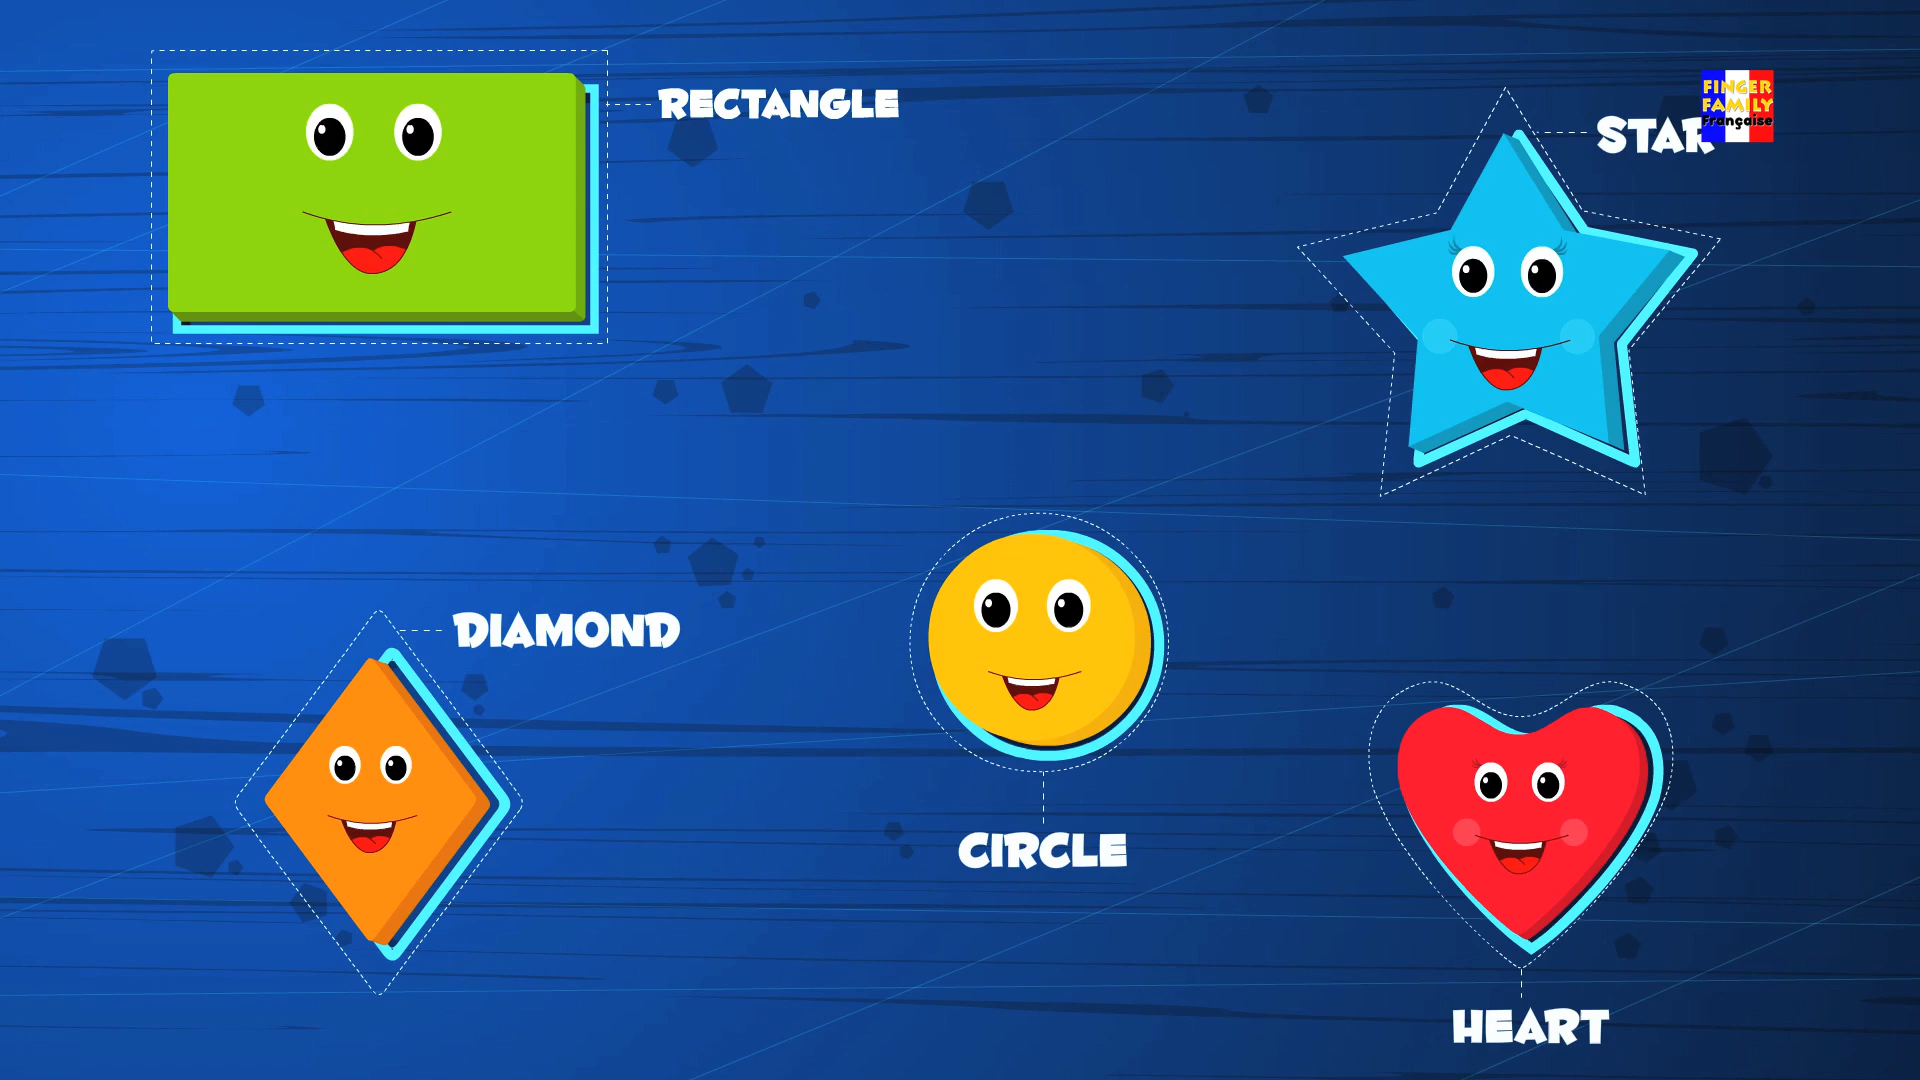 RECTANGLE
STAR
FINGER
FAMILY
Française
DIAMOND
CIRCLE
HEART